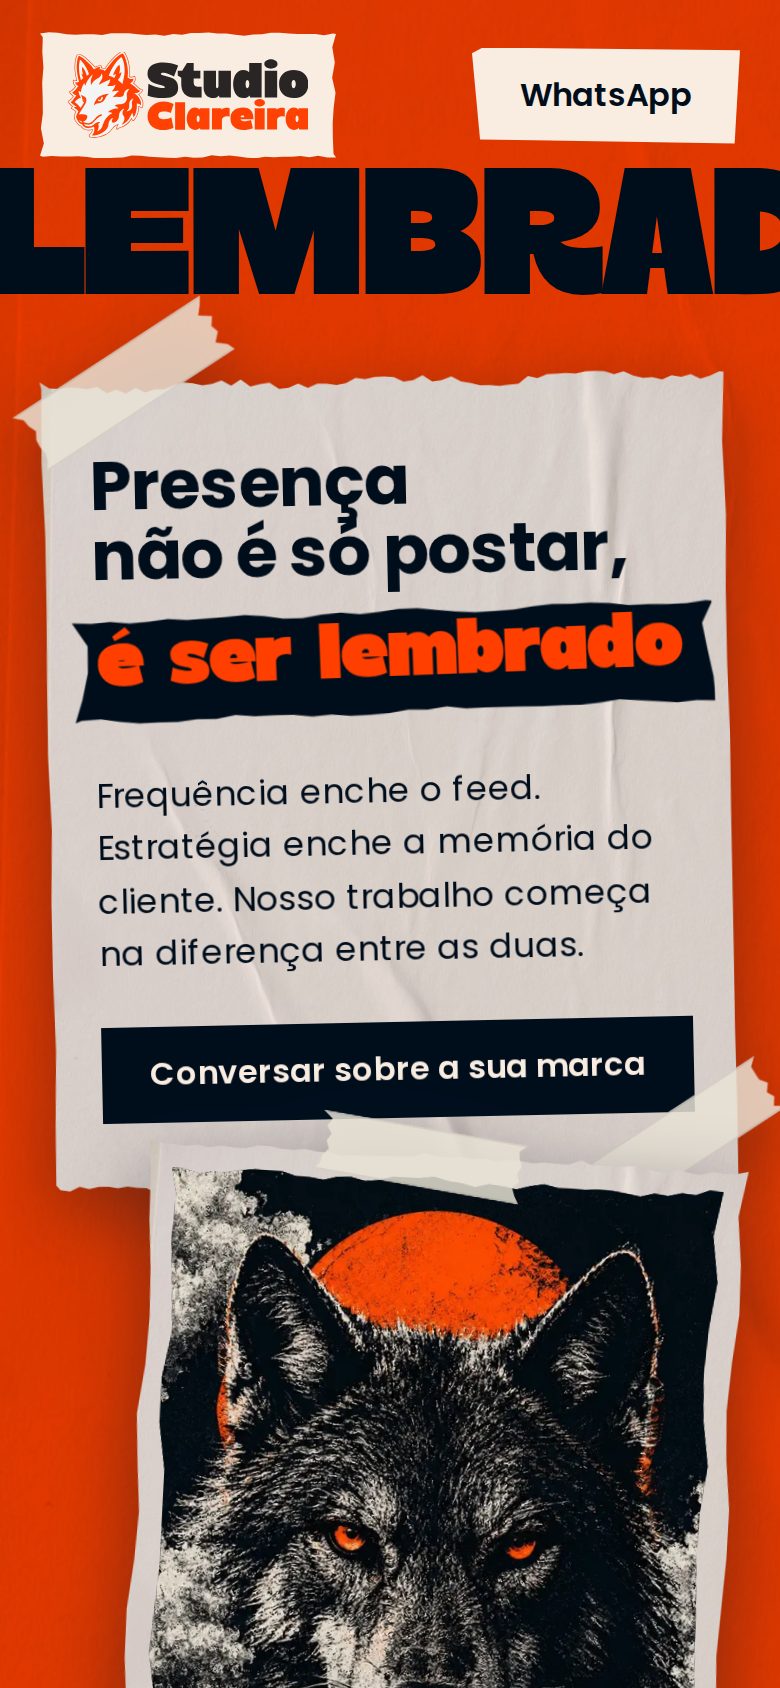 Studio
Clareira
WhatsApp
LEMBRAD
Presença
não é só postar,
é ser lembrado
Frequência enche o feed.
Estratégia enche a memória do
cliente. Nosso trabalho começa
na diferença entre as duas.
Conversar sobre a sua marca